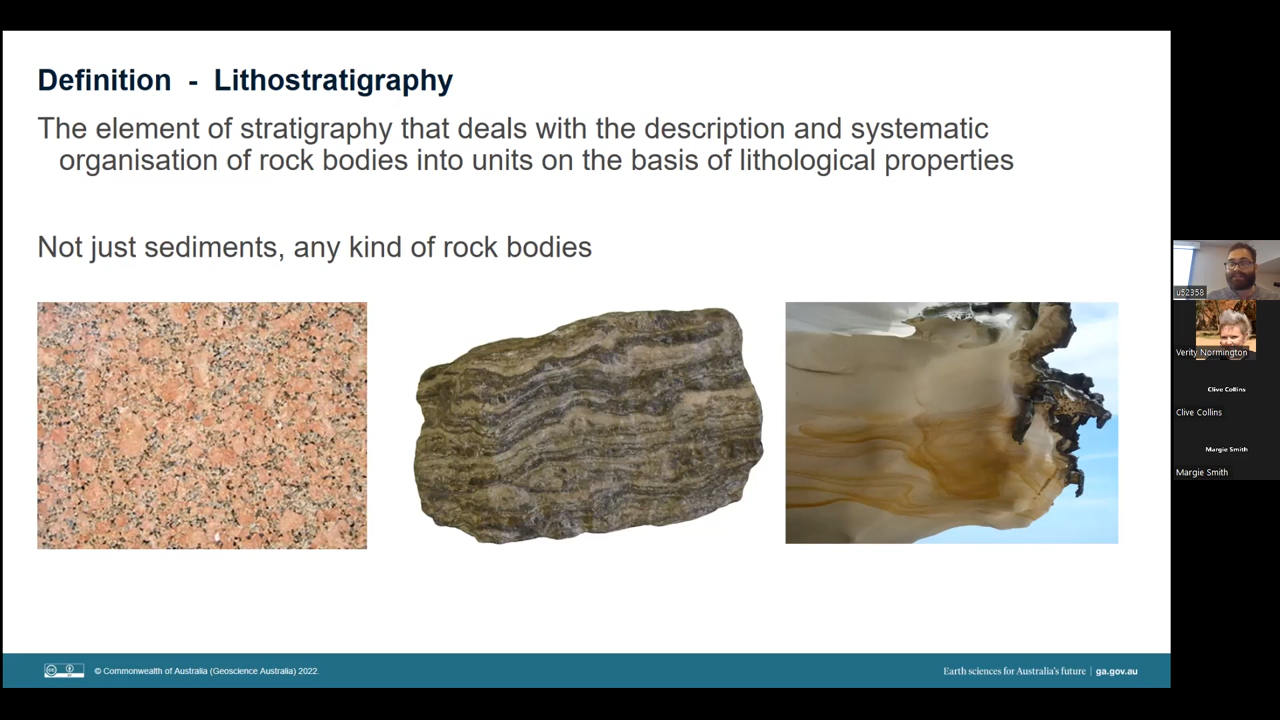 Definition - Lithostratigraphy
The element of stratigraphy that deals with the description and systematic
organisation of rock bodies into units on the basis of lithological properties
Not just sediments, any kind of rock bodies
u52358
Verity Normington
Clive Collins
Clive Collins
Margie Smith
Margie Smith
© Commonwealth of Australia (Geoscience Australia) 2022.
Earth sciences for Australia's future | ga.gov.au